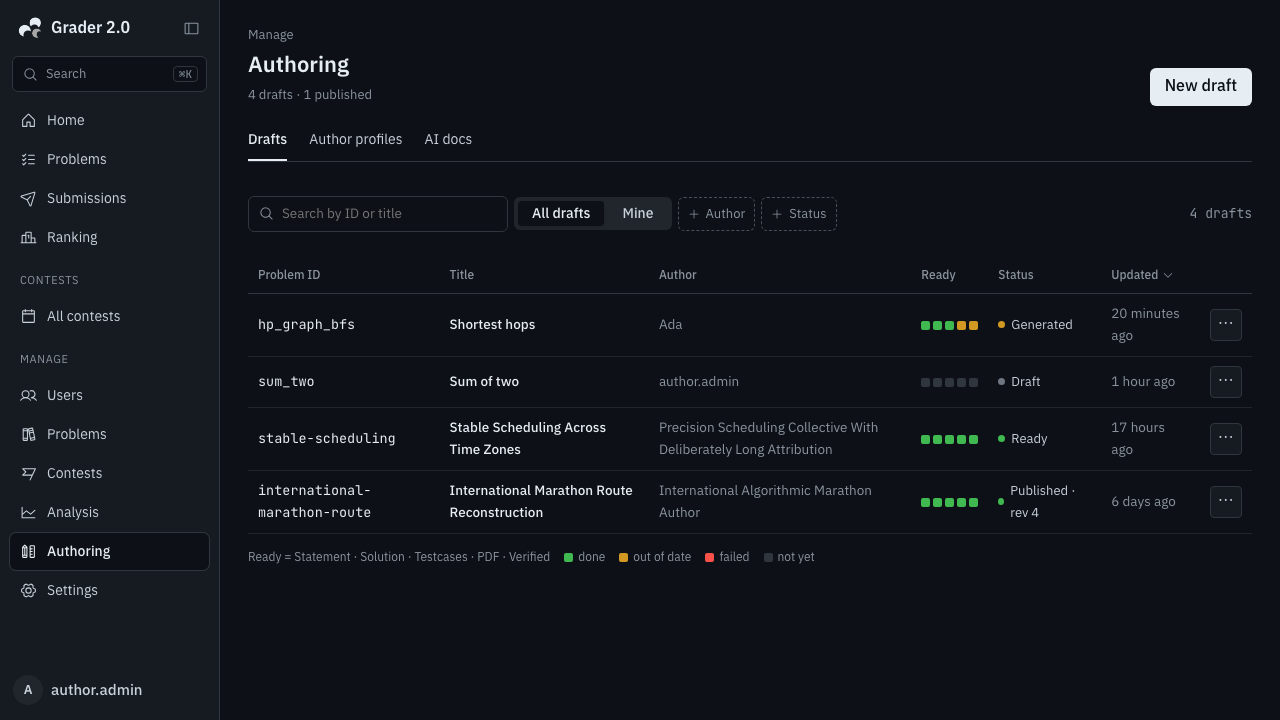 Grader 2.0
Search ⌘K
Home
Problems
Submissions
Ranking
CONTESTS
All contests
MANAGE
Users
Problems
Contests
Analysis
Authoring
Settings
A author.admin
Manage
Authoring
4 drafts · 1 published
New draft
Drafts Author profiles AI docs
Search by ID or title All drafts Mine + Author + Status 4 drafts
Problem ID Title Author Ready Status Updated
hp_graph_bfs Shortest hops Ada Generated 20 minutes
ago
sum_two Sum of two author.admin Draft 1 hour ago
stable-scheduling Stable Scheduling Across Precision Scheduling Collective With Ready 17 hours
Time Zones Deliberately Long Attribution ago
international- International Marathon Route International Algorithmic Marathon Published · 6 days ago
marathon-route Reconstruction Author rev 4
Ready = Statement · Solution · Testcases · PDF · Verified done out of date failed not yet